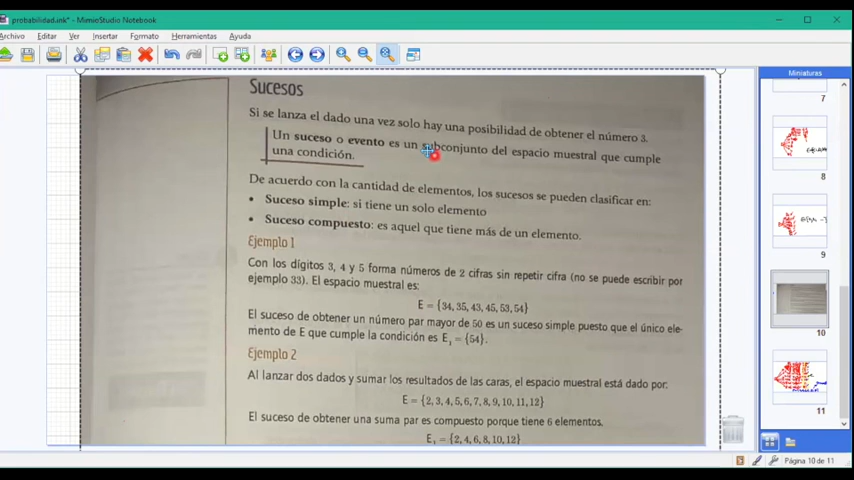 probabilidad.ink* - MimioStudio Notebook
Archivo Editar Ver Insertar Formato Herramientas Ayuda
Sucesos
Si se lanza el dado una vez solo hay una posibilidad de obtener el número 3.
Un suceso o evento es un subconjunto del espacio muestral que cumple
una condición.
De acuerdo con la cantidad de elementos, los sucesos se pueden clasificar en:
• Suceso simple: si tiene un solo elemento
• Suceso compuesto: es aquel que tiene más de un elemento.
Ejemplo 1
Con los dígitos 3, 4 y 5 forma números de 2 cifras sin repetir cifra (no se puede escribir por
ejemplo 33). El espacio muestral es:
E = {34, 35, 43, 45, 53, 54}
El suceso de obtener un número par mayor de 50 es un suceso simple puesto que el único ele-
mento de E que cumple la condición es E₁ = {54}.
Ejemplo 2
Al lanzar dos dados y sumar los resultados de las caras, el espacio muestral está dado por:
E = {2, 3, 4, 5, 6, 7, 8, 9, 10, 11, 12}
El suceso de obtener una suma par es compuesto porque tiene 6 elementos.
E₁ = {2, 4, 6, 8, 10, 12}
Miniaturas
7
8
9
10
11
Página 10 de 11